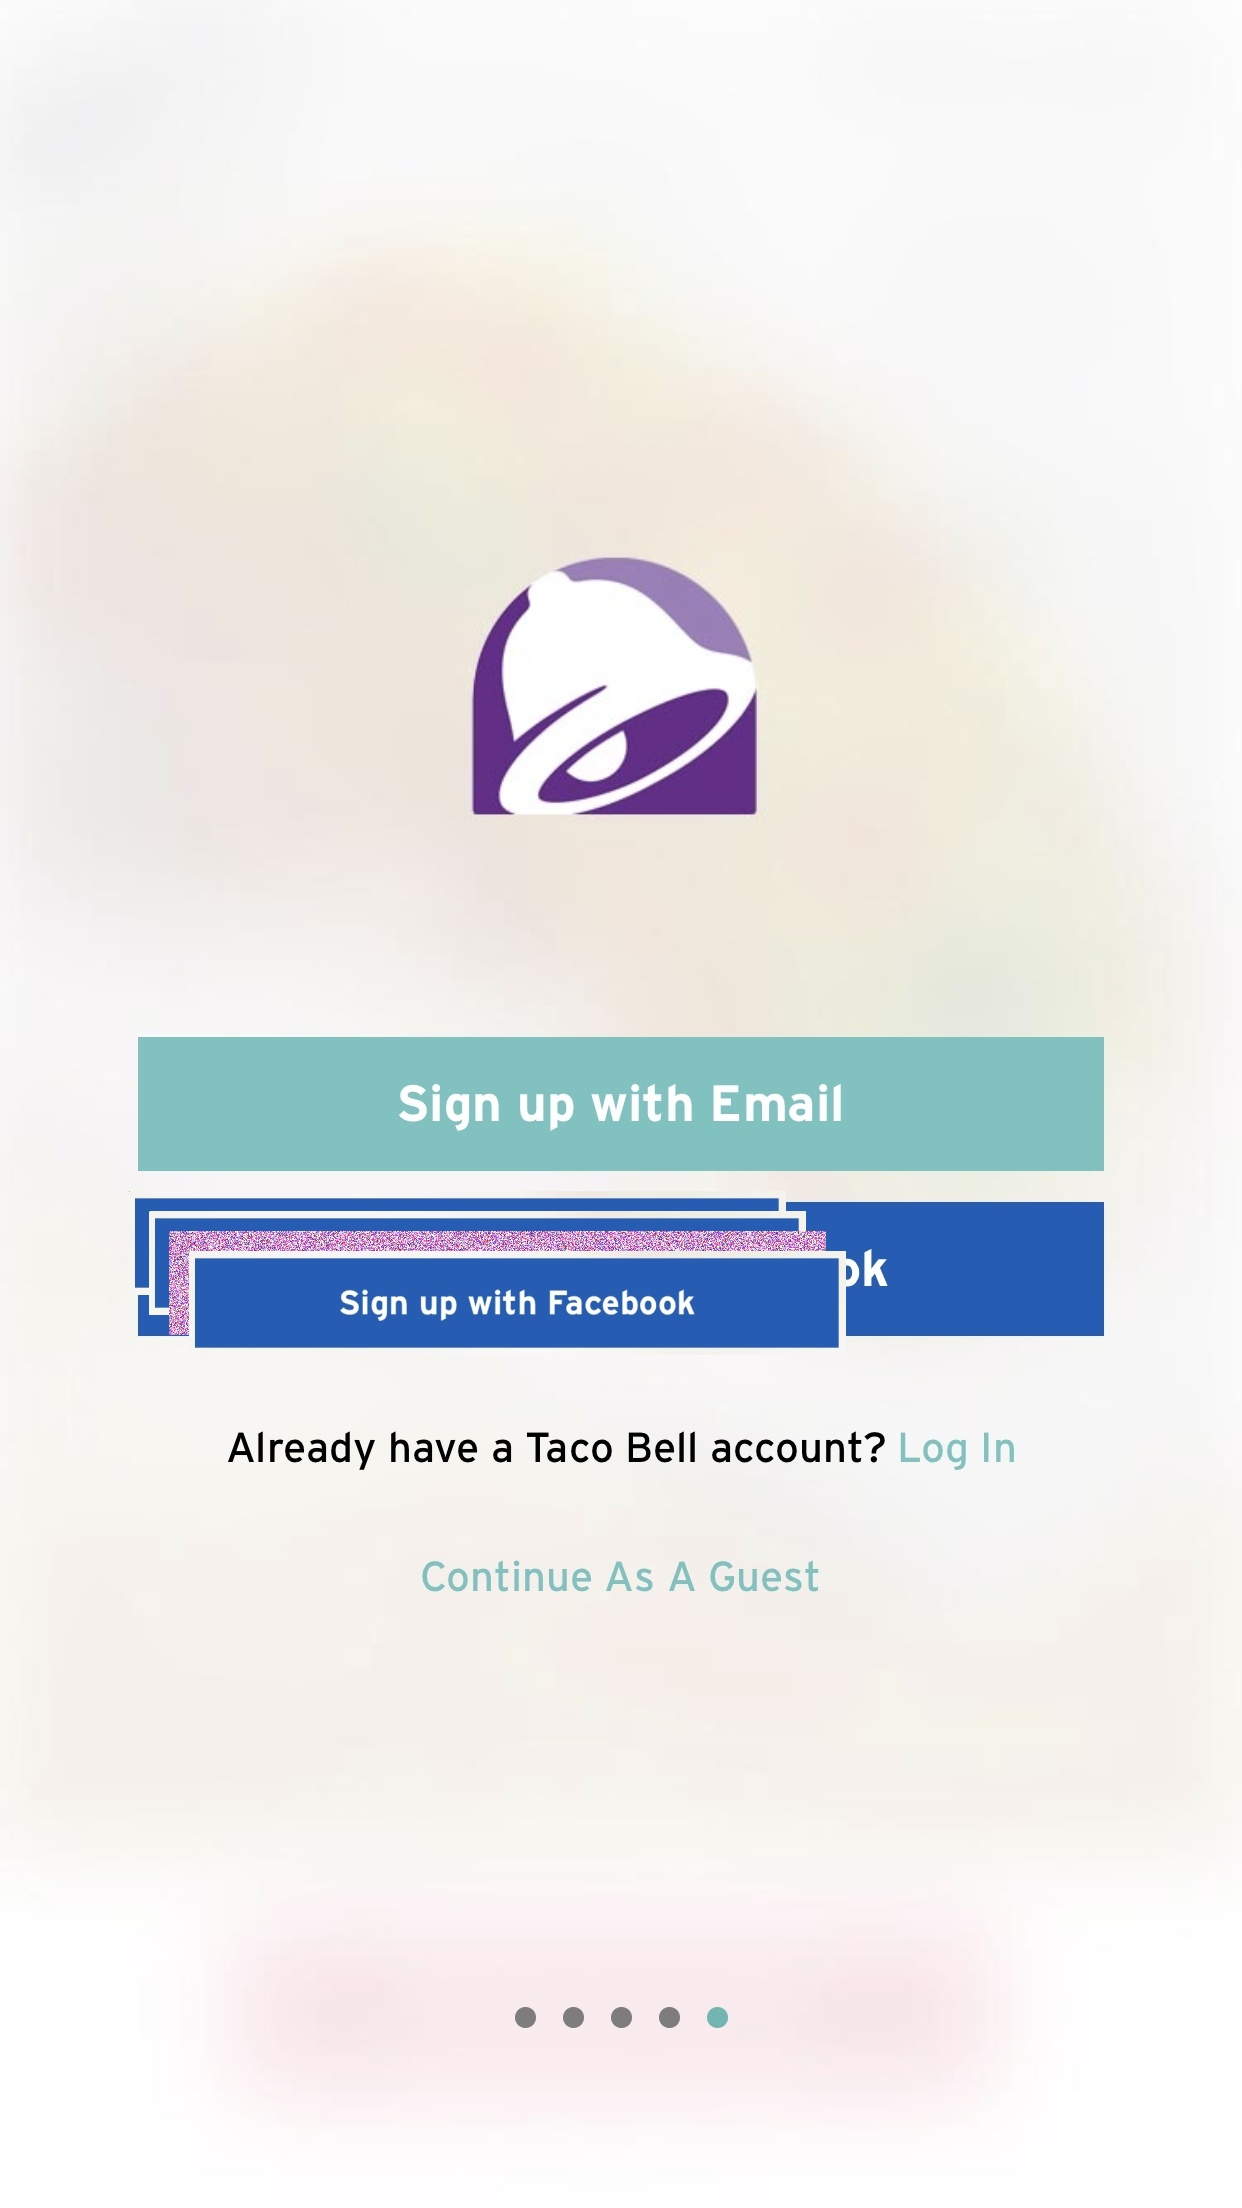 Sign up with Email
ok
Sign up with Facebook
Already have a Taco Bell account? Log In
Continue As A Guest